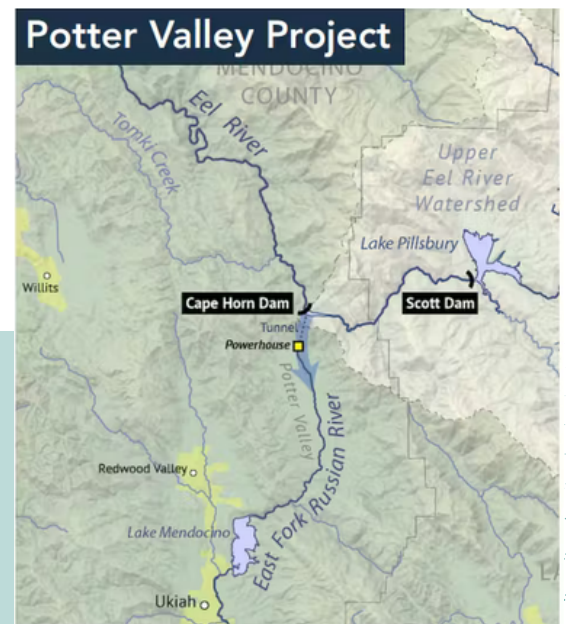 Potter Valley Project
MENDOCINO
COUNTY
Eel River
Tomki Creek
Upper
Eel River
Watershed
Lake Pillsbury
Willits
Cape Horn Dam
Scott Dam
Tunnel
Powerhouse
Potter Valley
East Fork Russian River
Redwood Valley
Lake Mendocino
Ukiah